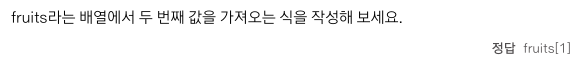 fruits라는 배열에서 두 번째 값을 가져오는 식을 작성해 보세요.
정답 fruits[1]